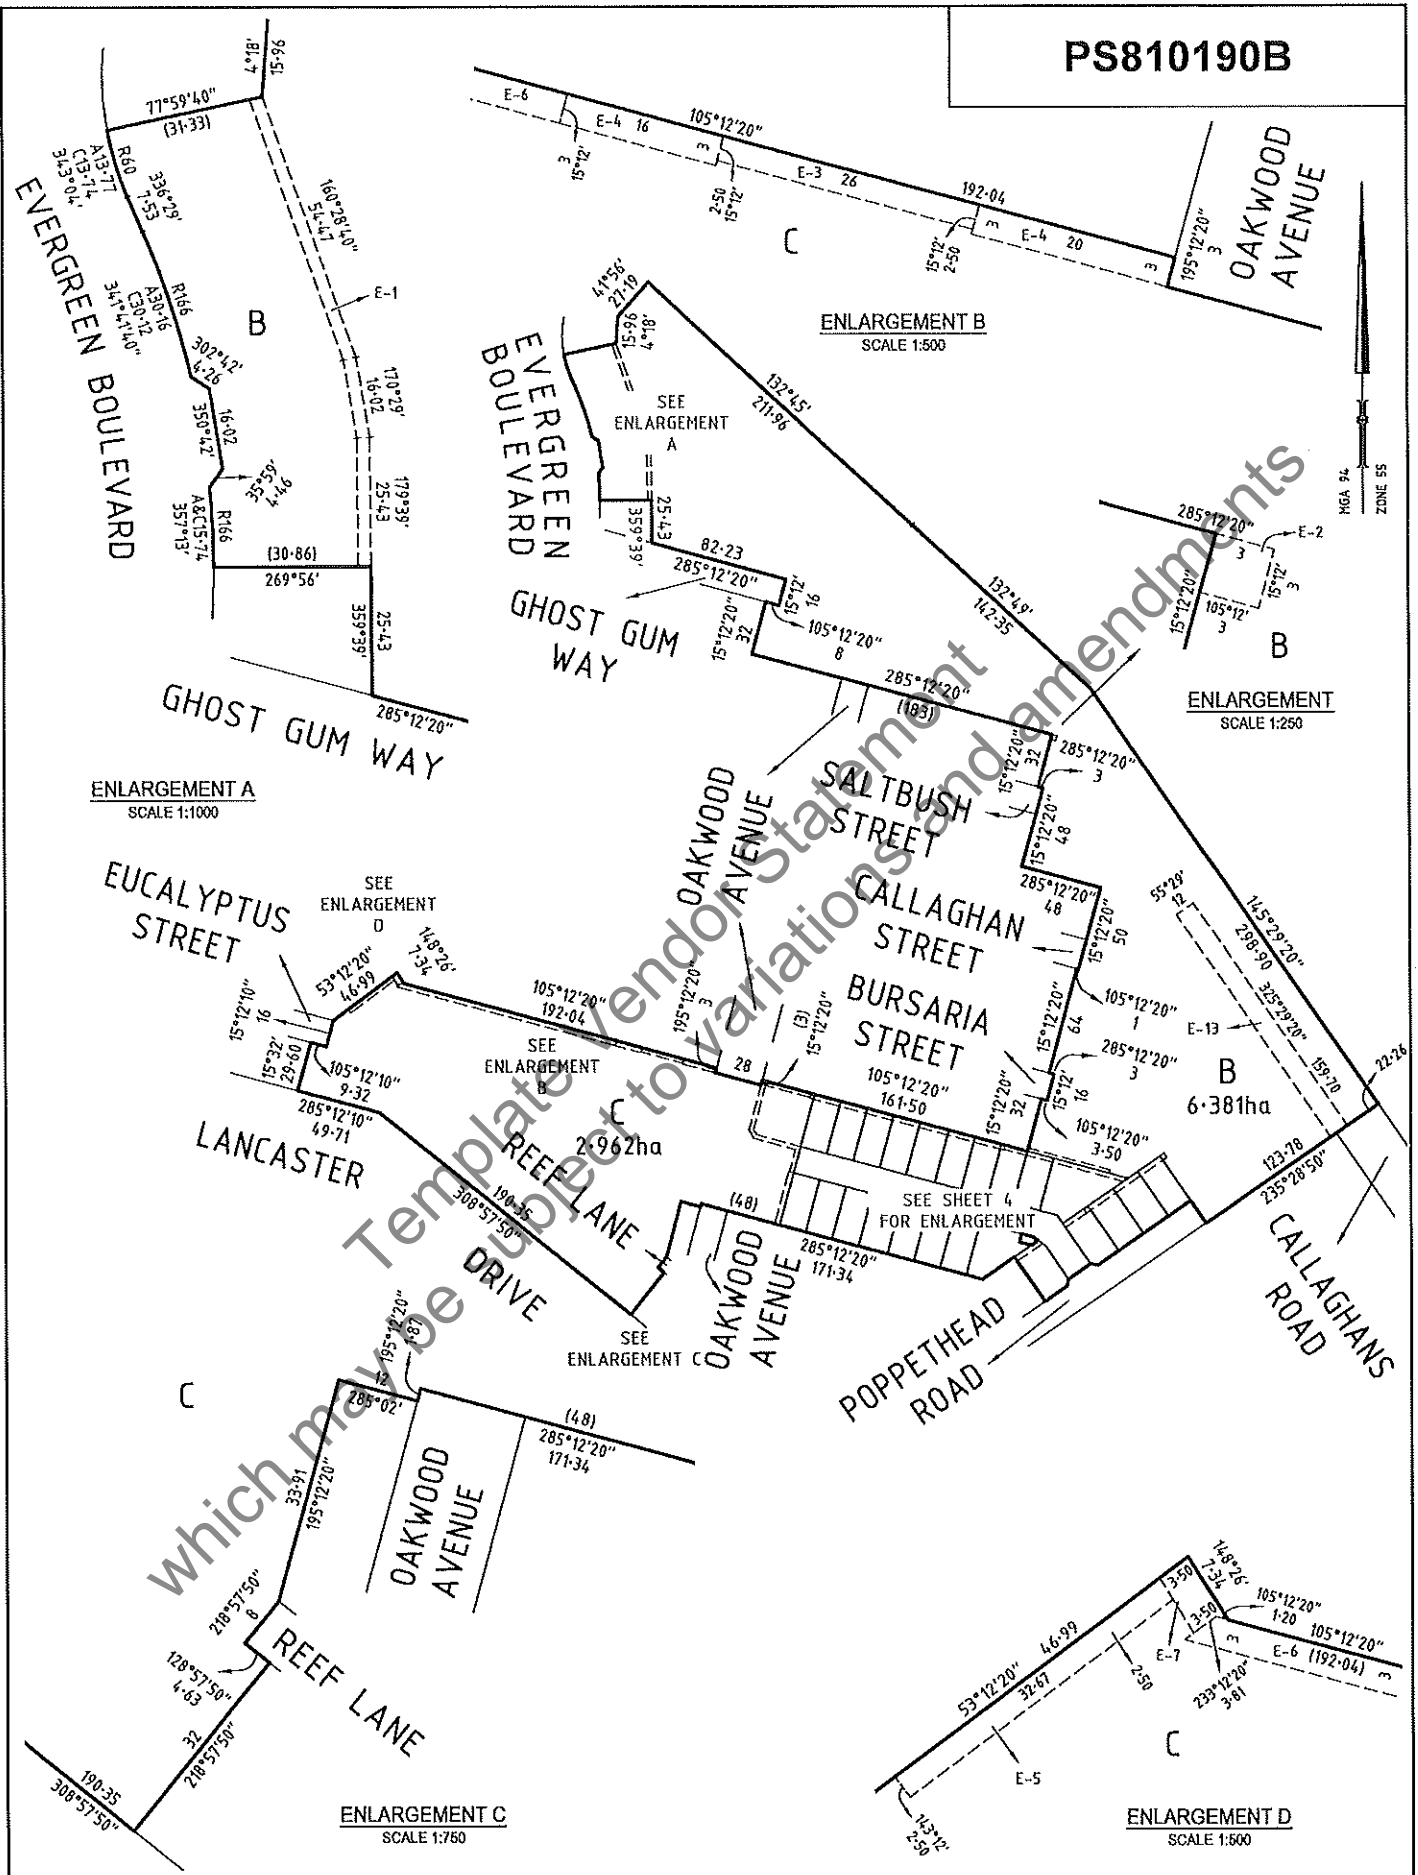 PS810190B
4°18'
15·96
77°59'40"
(31·33)
R60
A13·77
C13·74
343°04'
336°29'
7·53
160°28'40"
54·47
E-1
R166
A30·16
C30·12
341°41'40"
B
302°42'
4·26
170°29'
16·02
16·02
350°42'
35°59'
4·46
179°39'
25·43
R166
A&C15·74
357°13'
(30·86)
269°56'
25·43
359°39'
285°12'20"
EVERGREEN BOULEVARD
GHOST GUM WAY
ENLARGEMENT A
SCALE 1:1000
E-6
E-4 16
105°12'20"
3
15°12'
3
2·50
15°12'
E-3 26
192·04
3
15°12'
2·50
E-4 20
3
195°12'20"
3
OAKWOOD
AVENUE
C
ENLARGEMENT B
SCALE 1:500
MGA 94
ZONE 55
285°12'20"
3
E-2
15°12'
3
105°12'
3
15°12'20"
B
ENLARGEMENT
SCALE 1:250
41°56'
27·19
15·96
4°18'
EVERGREEN
BOULEVARD
SEE
ENLARGEMENT
A
132°45'
211·96
25·43
359°39'
82·23
285°12'20"
15°12'
16
105°12'20"
8
15°12'20"
32
GHOST GUM
WAY
132°49'
142·35
285°12'20"
(183)
15°12'20"
32
285°12'20"
3
OAKWOOD
AVENUE
SALTBUSH
STREET
15°12'20"
48
285°12'20"
48
CALLAGHAN
STREET
15°12'20"
50
55°29'
12
145°29'20"
298·90
325°29'20"
159·70
105°12'20"
1
E-13
BURSARIA
STREET
15°12'20"
64
285°12'20"
3
B
6·381ha
22·26
15°12'
16
15°12'20"
32
105°12'20"
3·50
123·78
235°28'50"
EUCALYPTUS
STREET
SEE
ENLARGEMENT
D
53°12'20"
46·99
148°26'
7·34
15°12'10"
16
15°32'
29·60
105°12'10"
9·32
285°12'10"
49·71
105°12'20"
192·04
195°12'20"
3
SEE
ENLARGEMENT
B
28
(3)
15°12'20"
105°12'20"
161·50
C
2·962ha
LANCASTER
DRIVE
REEF LANE
190·35
308°57'50"
(48)
285°12'20"
171·34
SEE SHEET 4
FOR ENLARGEMENT
OAKWOOD
AVENUE
SEE
ENLARGEMENT C
POPPETHEAD
ROAD
CALLAGHANS
ROAD
C
195°12'20"
1·87
12
285°02'
(48)
285°12'20"
171·34
33·91
195°12'20"
OAKWOOD
AVENUE
218°57'50"
8
128°57'50"
4·63
REEF LANE
32
218°57'50"
190·35
308°57'50"
ENLARGEMENT C
SCALE 1:750
53°12'20"
46·99
32·67
3·50
148°26'
7·34
3·50
105°12'20"
1·20
105°12'20"
3
E-6 (192·04)
3
E-7
2·50
233°12'20"
3·81
C
E-5
143°12'
2·50
ENLARGEMENT D
SCALE 1:500
Template Vendor Statement
which may be subject to variations and amendments